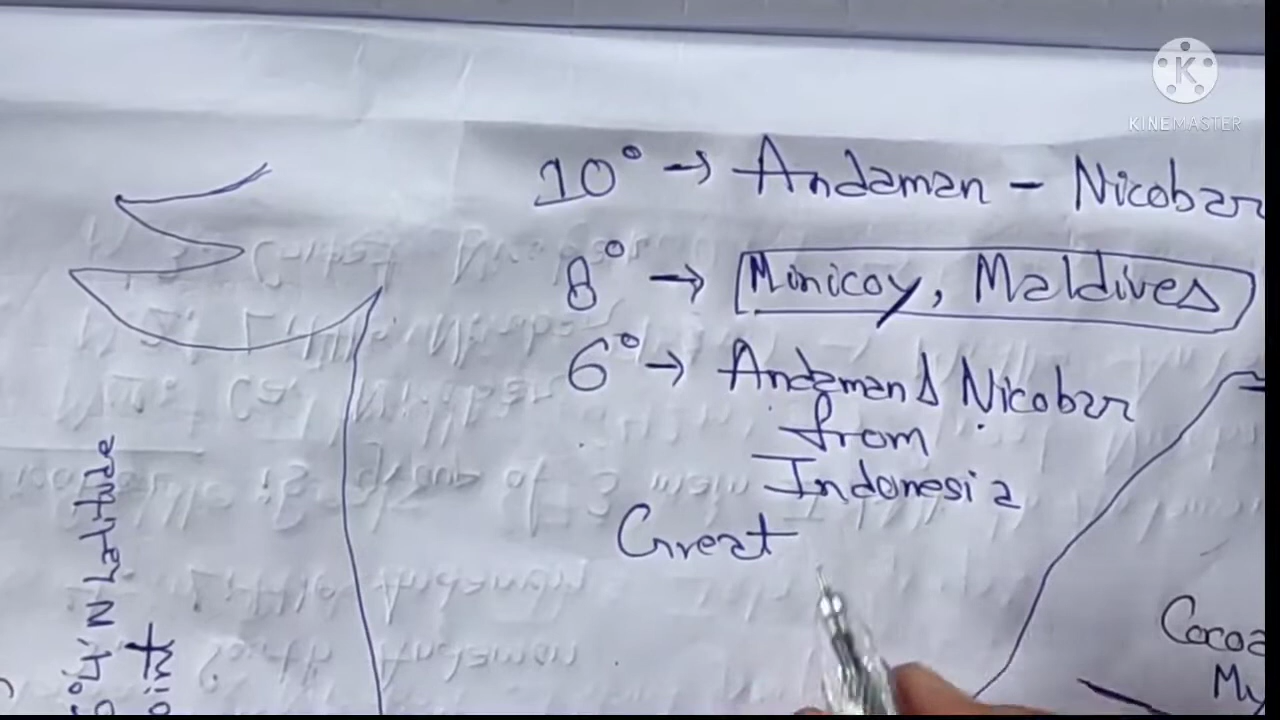 KINEMASTER
10° → Andaman - Nicobar
8° → Minicoy, Maldives
6° → Andaman & Nicobar
from
Indonesia
Great
N Latitude
Cocoa
My